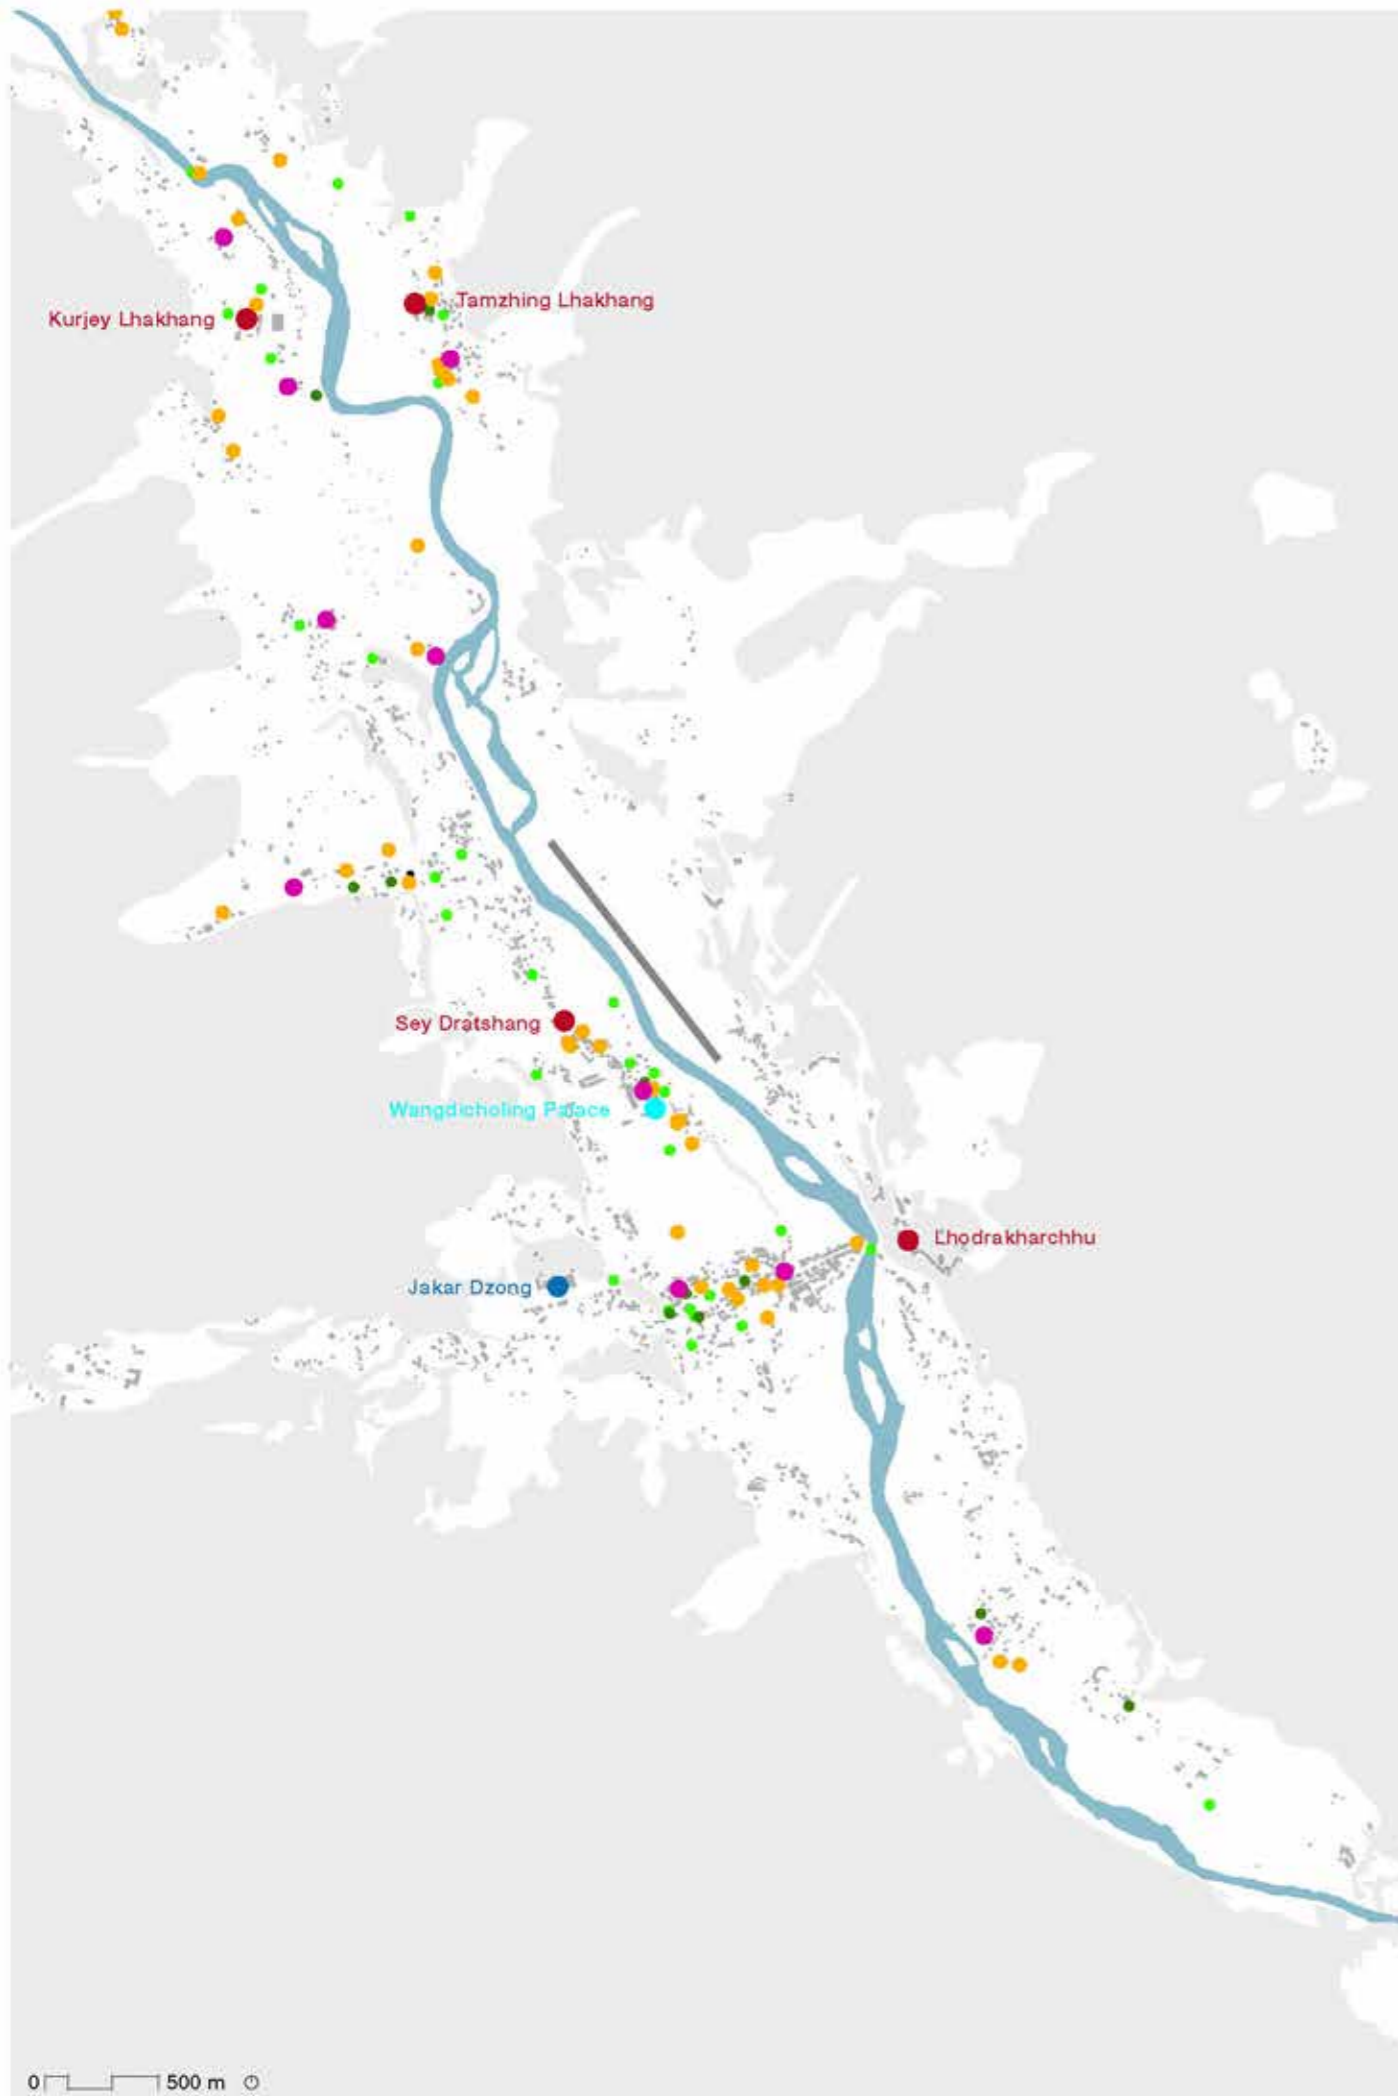 Tamzhing Lhakhang
Kurjey Lhakhang
Sey Dratshang
Wangdicholing Palace
Lhodrakharchhu
Jakar Dzong
0 500 m